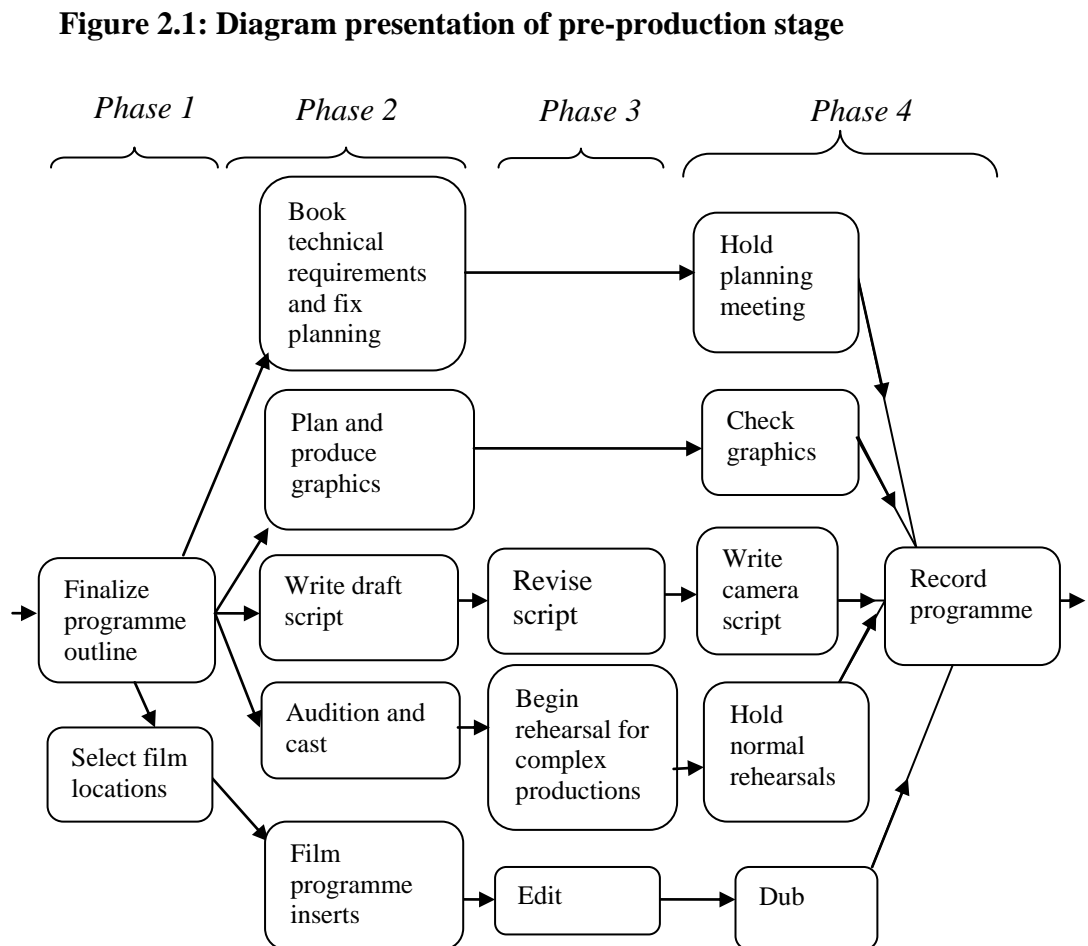 Figure 2.1: Diagram presentation of pre-production stage
Phase 1
Phase 2
Phase 3
Phase 4
Book
technical
requirements
and fix
planning
Hold
planning
meeting
Plan and
produce
graphics
Check
graphics
Finalize
programme
outline
Write draft
script
Revise
script
Write
camera
script
Record
programme
Select film
locations
Audition and
cast
Begin
rehearsal for
complex
productions
Hold
normal
rehearsals
Film
programme
inserts
Edit
Dub